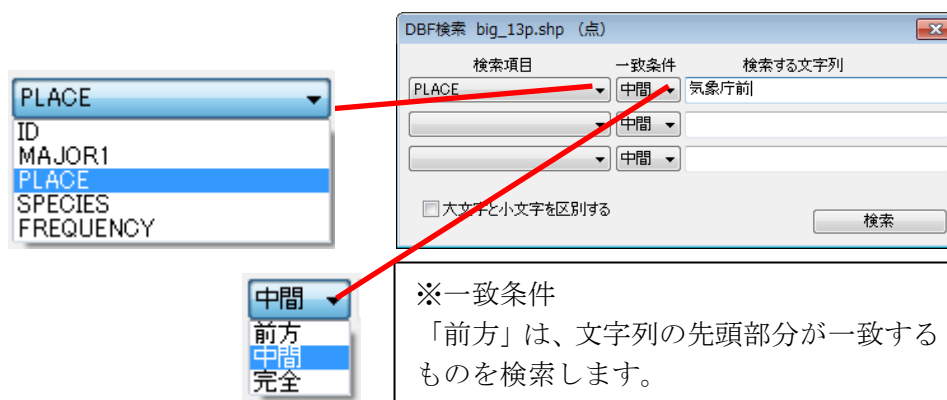 DBF検索 big_13p.shp （点）
検索項目 一致条件 検索する文字列
PLACE 中間 気象庁前
中間
中間
大文字と小文字を区別する
検索
PLACE
ID
MAJOR1
PLACE
SPECIES
FREQUENCY
中間
前方
中間
完全
※一致条件
「前方」は、文字列の先頭部分が一致する
ものを検索します。